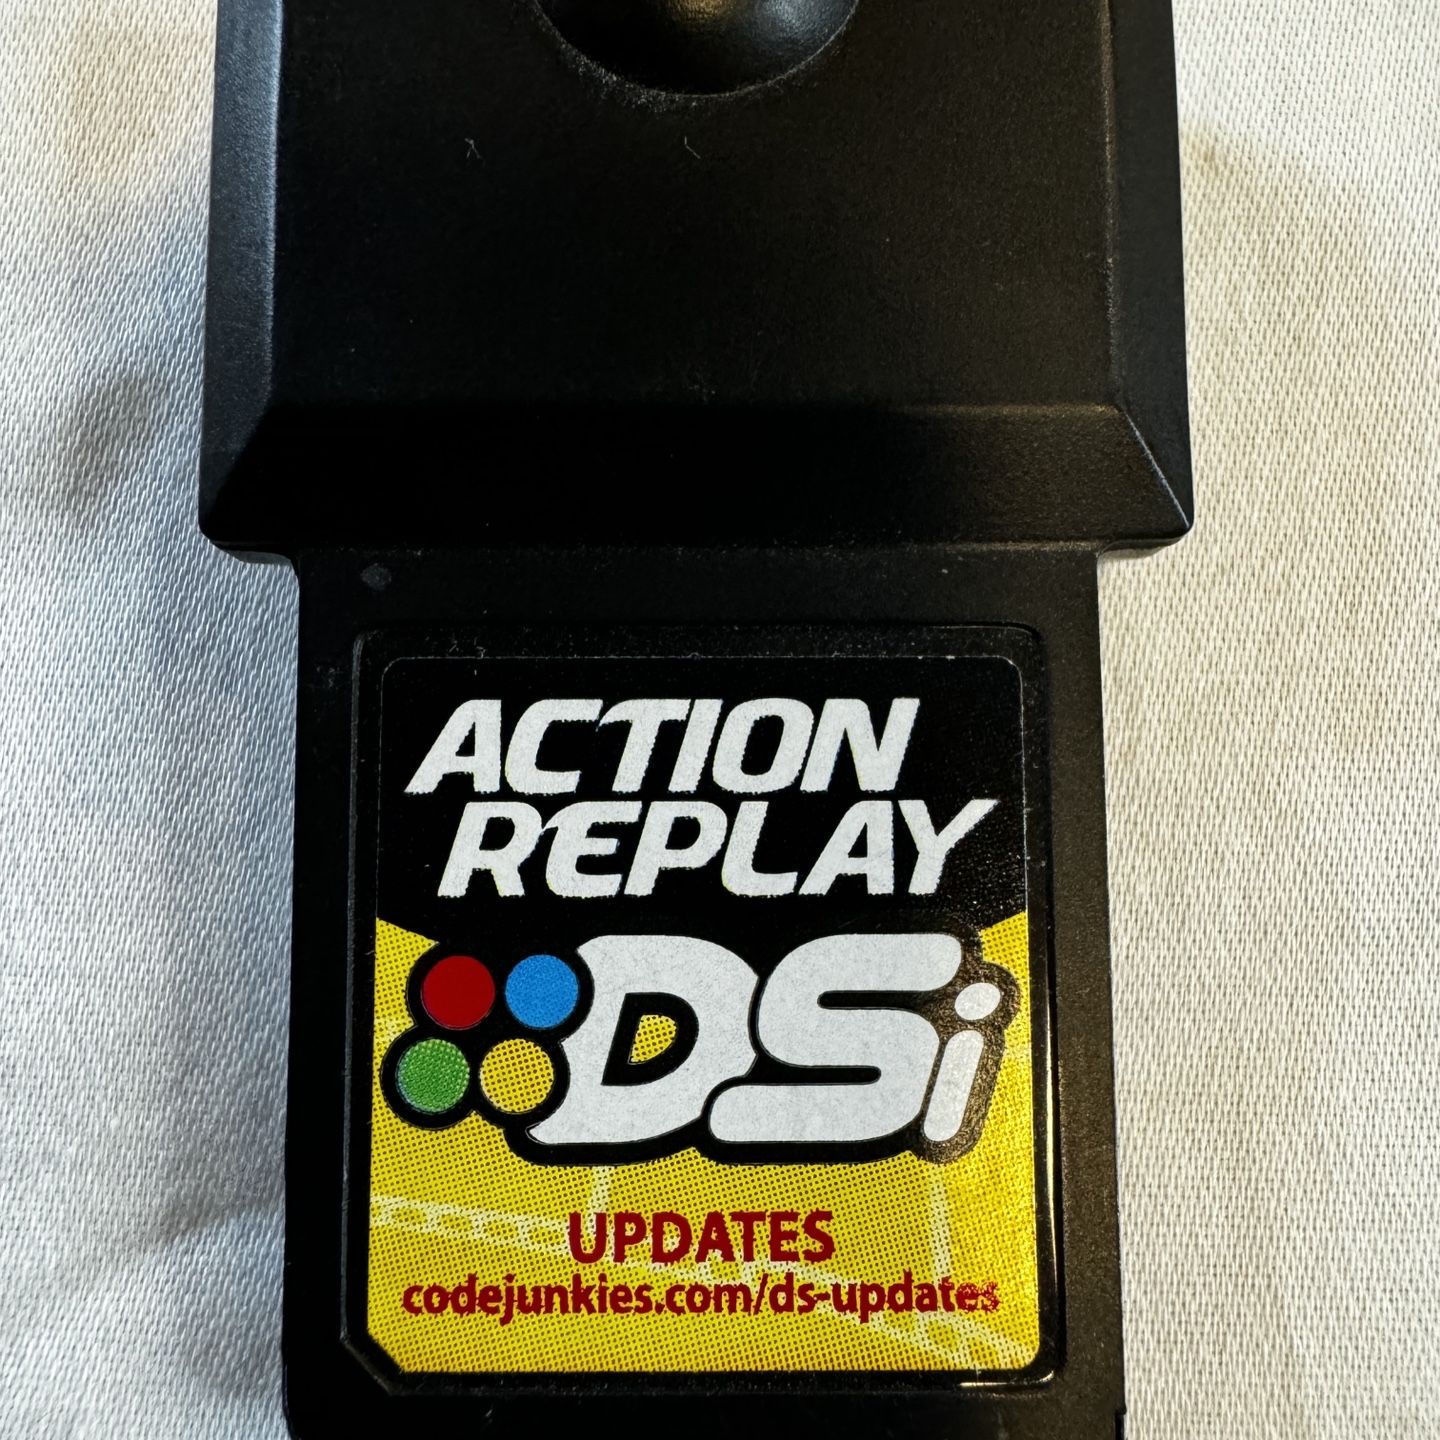 ACTION
REPLAY
DSi
UPDATES
codejunkies.com/ds-updates